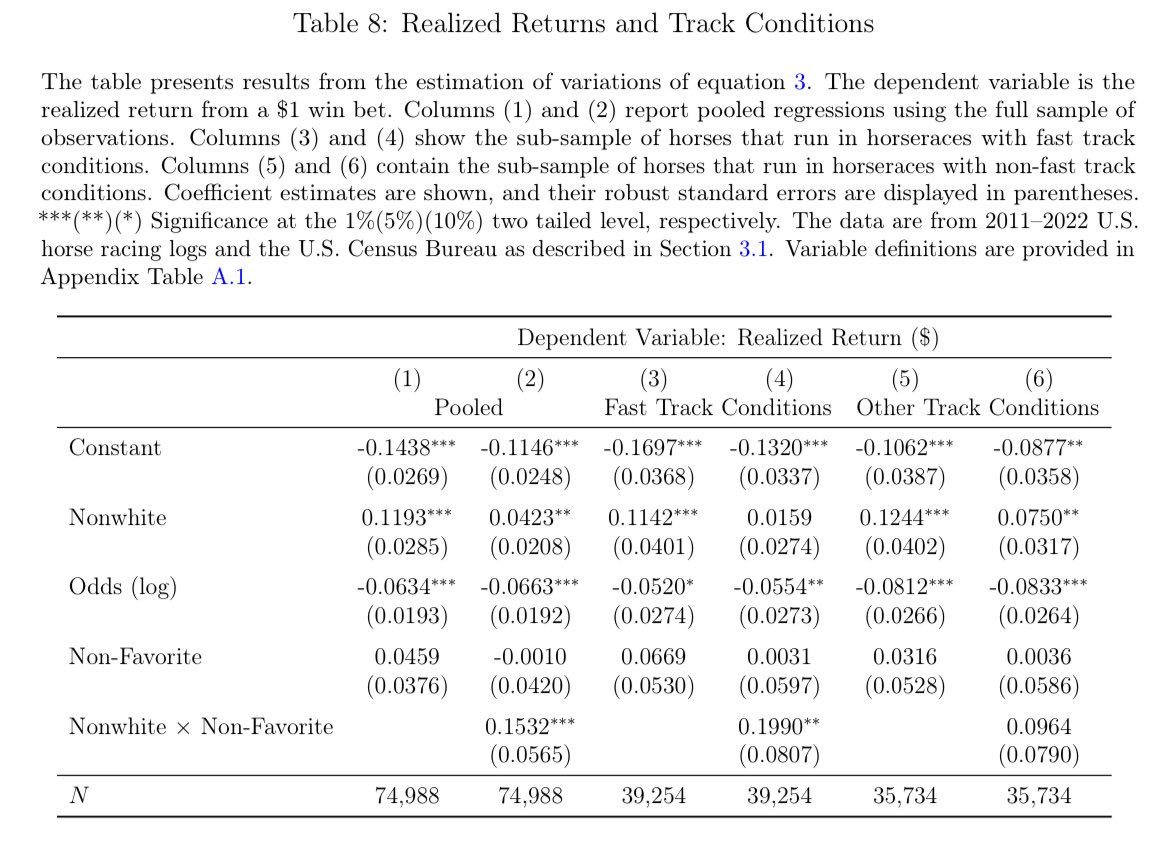 Table 8: Realized Returns and Track Conditions
The table presents results from the estimation of variations of equation 3. The dependent variable is the
realized return from a $1 win bet. Columns (1) and (2) report pooled regressions using the full sample of
observations. Columns (3) and (4) show the sub-sample of horses that run in horseraces with fast track
conditions. Columns (5) and (6) contain the sub-sample of horses that run in horseraces with non-fast track
conditions. Coefficient estimates are shown, and their robust standard errors are displayed in parentheses.
***(**)(*) Significance at the 1%(5%)(10%) two tailed level, respectively. The data are from 2011–2022 U.S.
horse racing logs and the U.S. Census Bureau as described in Section 3.1. Variable definitions are provided in
Appendix Table A.1.
Dependent Variable: Realized Return ($)
(1) (2) (3) (4) (5) (6)
Pooled Fast Track Conditions Other Track Conditions
Constant -0.1438*** -0.1146*** -0.1697*** -0.1320*** -0.1062*** -0.0877**
(0.0269) (0.0248) (0.0368) (0.0337) (0.0387) (0.0358)
Nonwhite 0.1193*** 0.0423** 0.1142*** 0.0159 0.1244*** 0.0750**
(0.0285) (0.0208) (0.0401) (0.0274) (0.0402) (0.0317)
Odds (log) -0.0634*** -0.0663*** -0.0520* -0.0554** -0.0812*** -0.0833***
(0.0193) (0.0192) (0.0274) (0.0273) (0.0266) (0.0264)
Non-Favorite 0.0459 -0.0010 0.0669 0.0031 0.0316 0.0036
(0.0376) (0.0420) (0.0530) (0.0597) (0.0528) (0.0586)
Nonwhite × Non-Favorite 0.1532*** 0.1990** 0.0964
(0.0565) (0.0807) (0.0790)
N 74,988 74,988 39,254 39,254 35,734 35,734